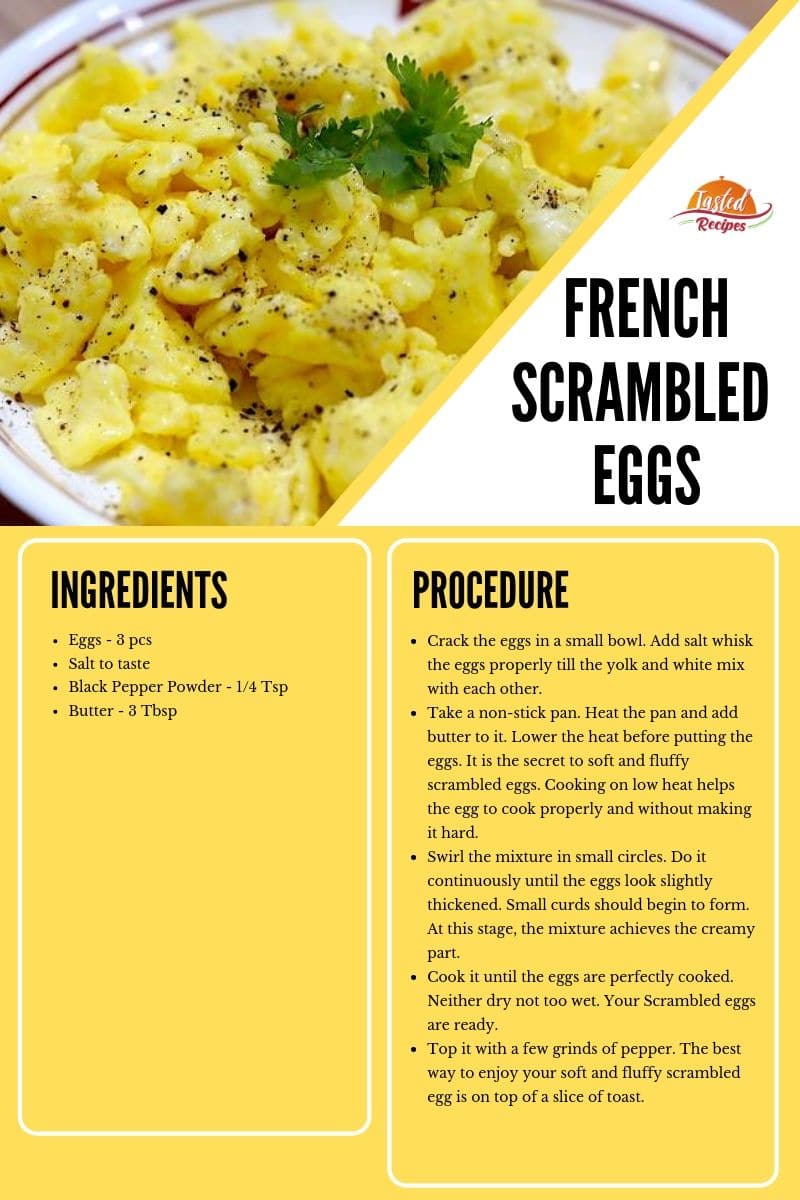 Tasted
Recipes
FRENCH
SCRAMBLED
EGGS
INGREDIENTS
• Eggs - 3 pcs
• Salt to taste
• Black Pepper Powder - 1/4 Tsp
• Butter - 3 Tbsp
PROCEDURE
• Crack the eggs in a small bowl. Add salt whisk
the eggs properly till the yolk and white mix
with each other.
• Take a non-stick pan. Heat the pan and add
butter to it. Lower the heat before putting the
eggs. It is the secret to soft and fluffy
scrambled eggs. Cooking on low heat helps
the egg to cook properly and without making
it hard.
• Swirl the mixture in small circles. Do it
continuously until the eggs look slightly
thickened. Small curds should begin to form.
At this stage, the mixture achieves the creamy
part.
• Cook it until the eggs are perfectly cooked.
Neither dry not too wet. Your Scrambled eggs
are ready.
• Top it with a few grinds of pepper. The best
way to enjoy your soft and fluffy scrambled
egg is on top of a slice of toast.